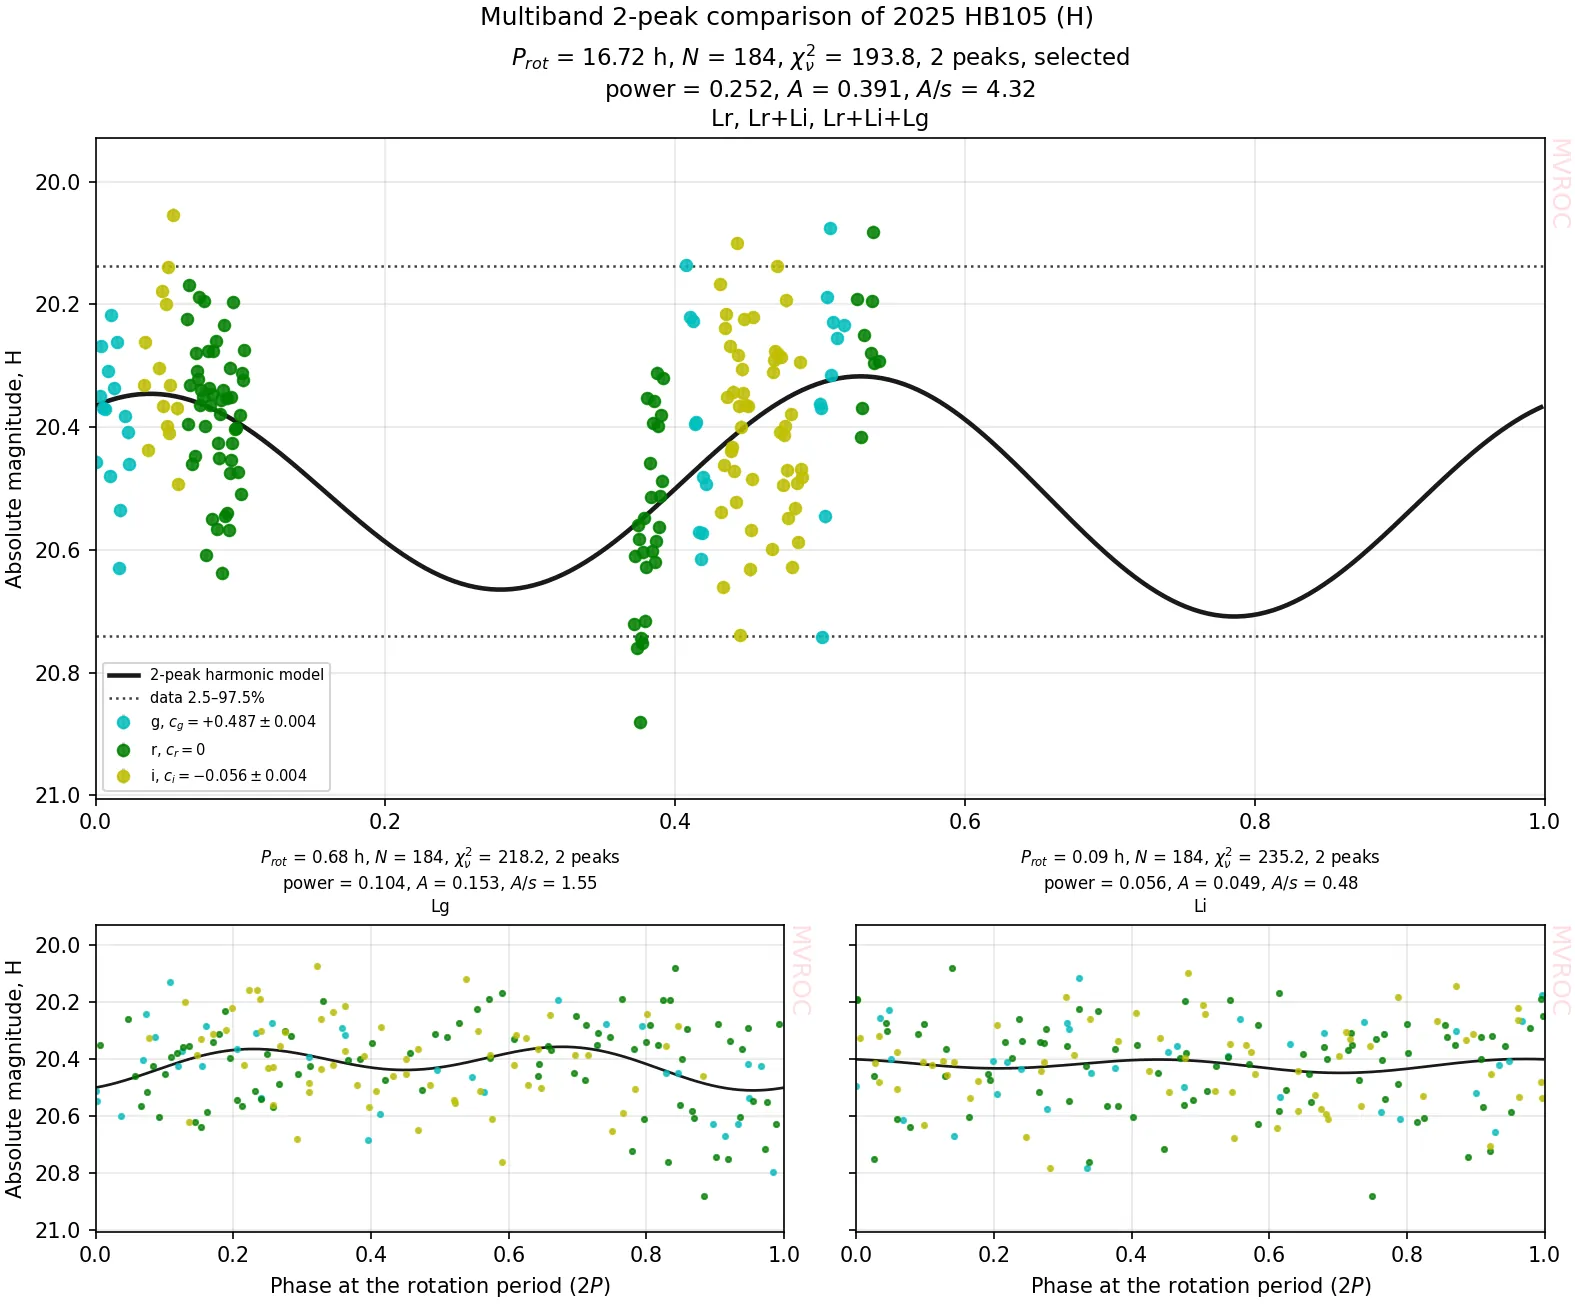 Multiband 2-peak comparison of 2025 HB105 (H)
P_rot = 16.72 h, N = 184, χ²_ν = 193.8, 2 peaks, selected
power = 0.252, A = 0.391, A/s = 4.32
Lr, Lr+Li, Lr+Li+Lg
MVROC
Absolute magnitude, H
20.0
20.2
20.4
20.6
20.8
21.0
2-peak harmonic model
data 2.5–97.5%
g, c_g = +0.487 ± 0.004
r, c_r = 0
i, c_i = −0.056 ± 0.004
0.0 0.2 0.4 0.6 0.8 1.0
P_rot = 0.68 h, N = 184, χ²_ν = 218.2, 2 peaks
power = 0.104, A = 0.153, A/s = 1.55
Lg
MVROC
Absolute magnitude, H
20.0
20.2
20.4
20.6
20.8
21.0
0.0 0.2 0.4 0.6 0.8 1.0
Phase at the rotation period (2P)
P_rot = 0.09 h, N = 184, χ²_ν = 235.2, 2 peaks
power = 0.056, A = 0.049, A/s = 0.48
Li
MVROC
0.0 0.2 0.4 0.6 0.8 1.0
Phase at the rotation period (2P)